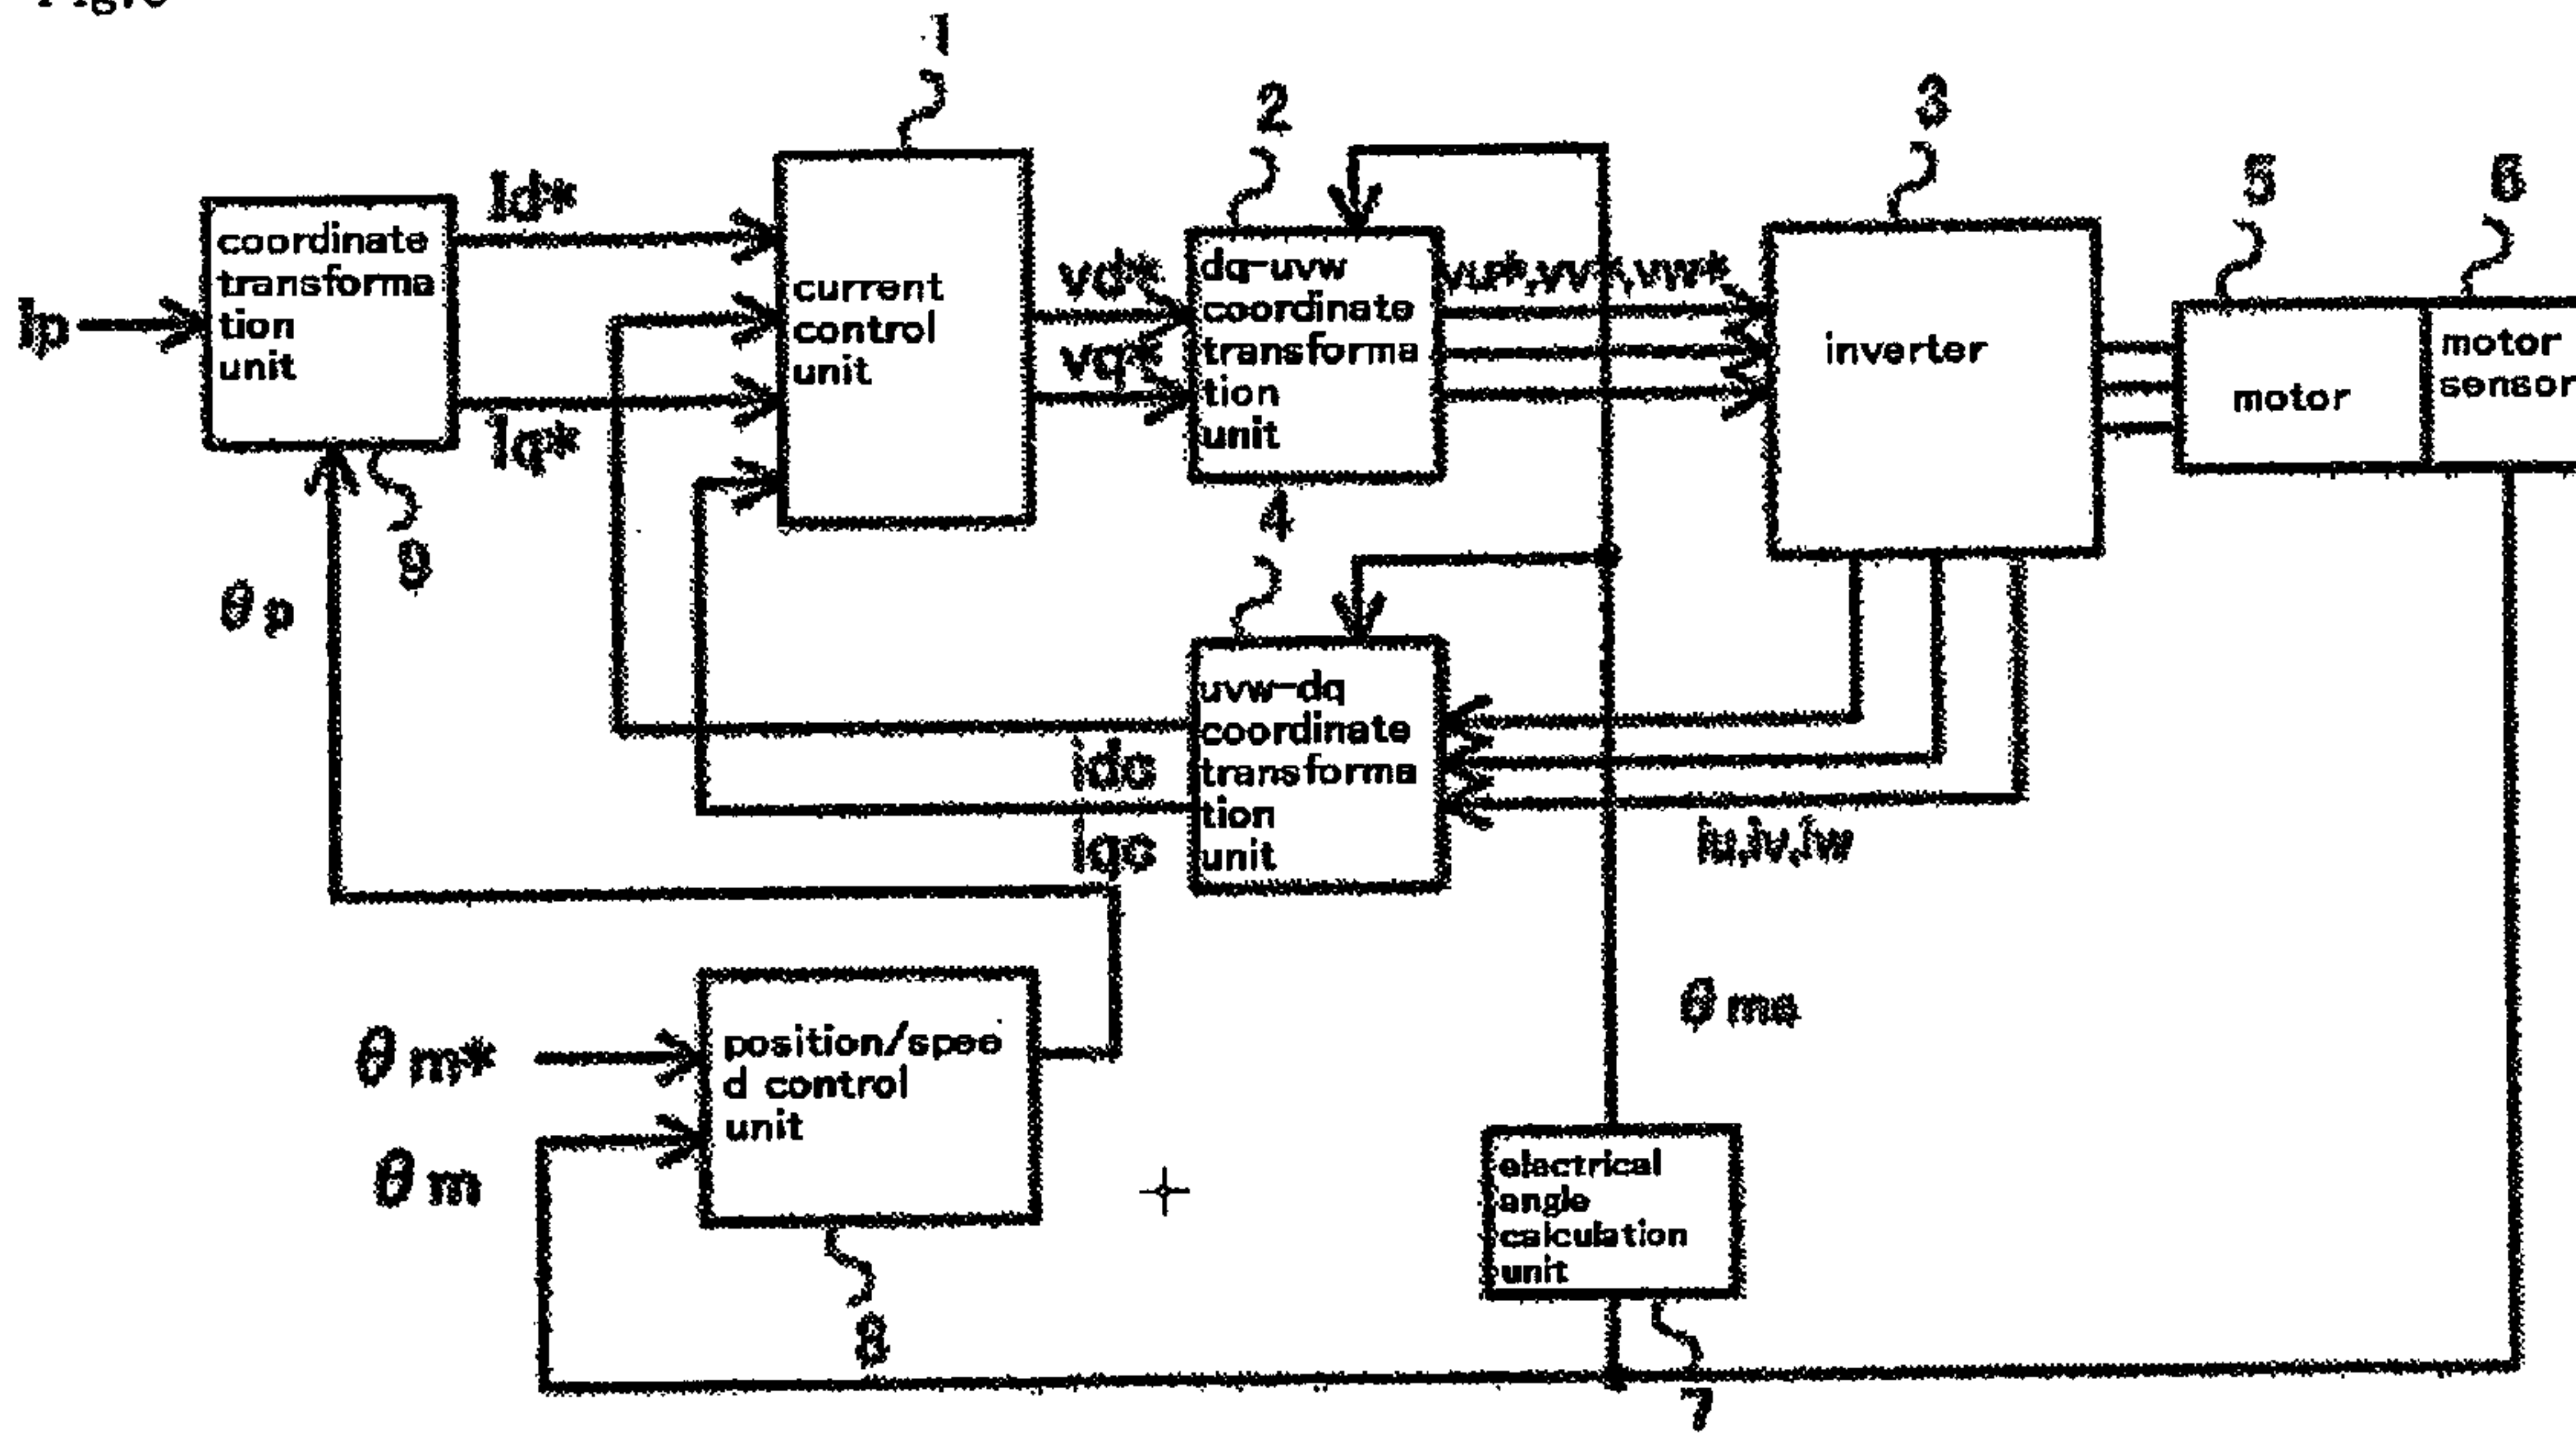 1
2
3
5
6
Id*
coordinate
transforma
tion
unit
Ip
Iq*
9
θp
current
control
unit
vd*
vq*
dq-uvw
coordinate
transforma
tion
unit
vu*,vv*,vw*
inverter
motor
motor
sensor
4
uvw-dq
coordinate
transforma
tion
unit
idc
iqc
iu,iv,iw
θm*
θm
position/spee
d control
unit
8
electrical
angle
calculation
unit
7